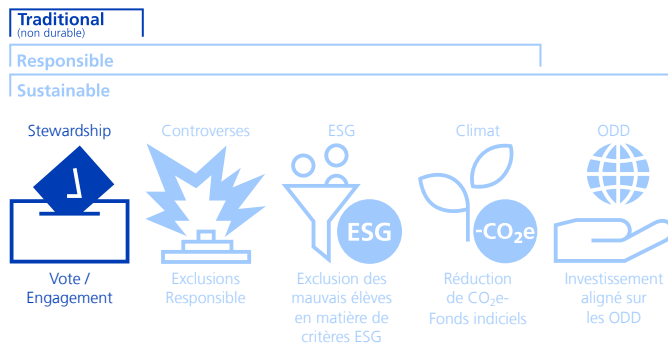 Traditional
(non durable)
Responsible
Sustainable
Stewardship
Controverses
ESG
Climat
ODD
ESG
-CO₂e
Vote /
Engagement
Exclusions
Responsible
Exclusion des
mauvais élèves
en matière de
critères ESG
Réduction
de CO₂e-
Fonds indiciels
Investissement
aligné sur
les ODD